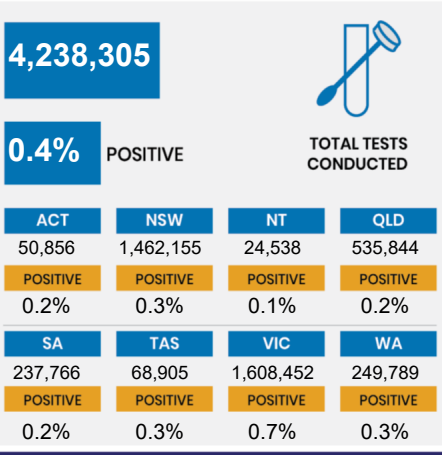 4,238,305
0.4% POSITIVE
TOTAL TESTS
CONDUCTED
ACT NSW NT QLD
50,856 1,462,155 24,538 535,844
POSITIVE POSITIVE POSITIVE POSITIVE
0.2% 0.3% 0.1% 0.2%
SA TAS VIC WA
237,766 68,905 1,608,452 249,789
POSITIVE POSITIVE POSITIVE POSITIVE
0.2% 0.3% 0.7% 0.3%